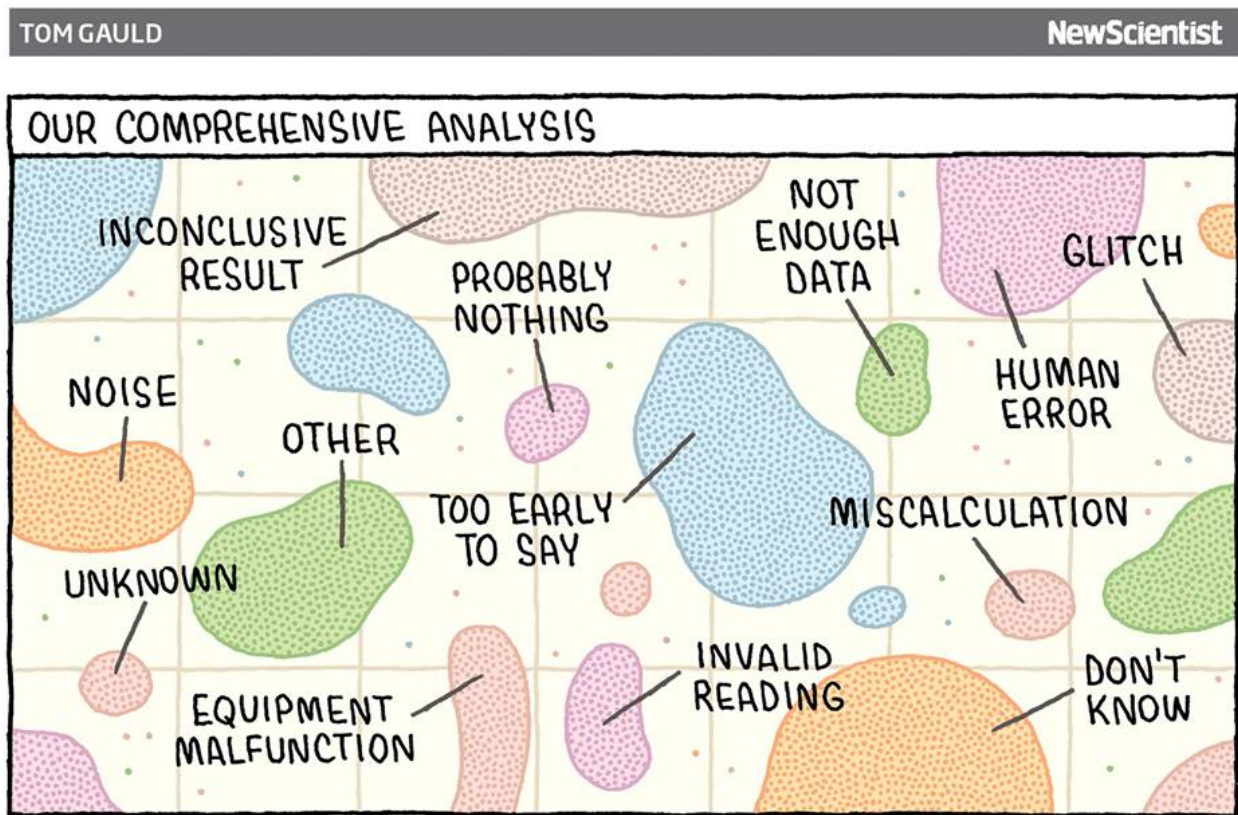 TOM GAULD
NewScientist
OUR COMPREHENSIVE ANALYSIS
INCONCLUSIVE
RESULT
PROBABLY
NOTHING
NOT
ENOUGH
DATA
GLITCH
HUMAN
ERROR
NOISE
OTHER
TOO EARLY
TO SAY
MISCALCULATION
UNKNOWN
EQUIPMENT
MALFUNCTION
INVALID
READING
DON'T
KNOW